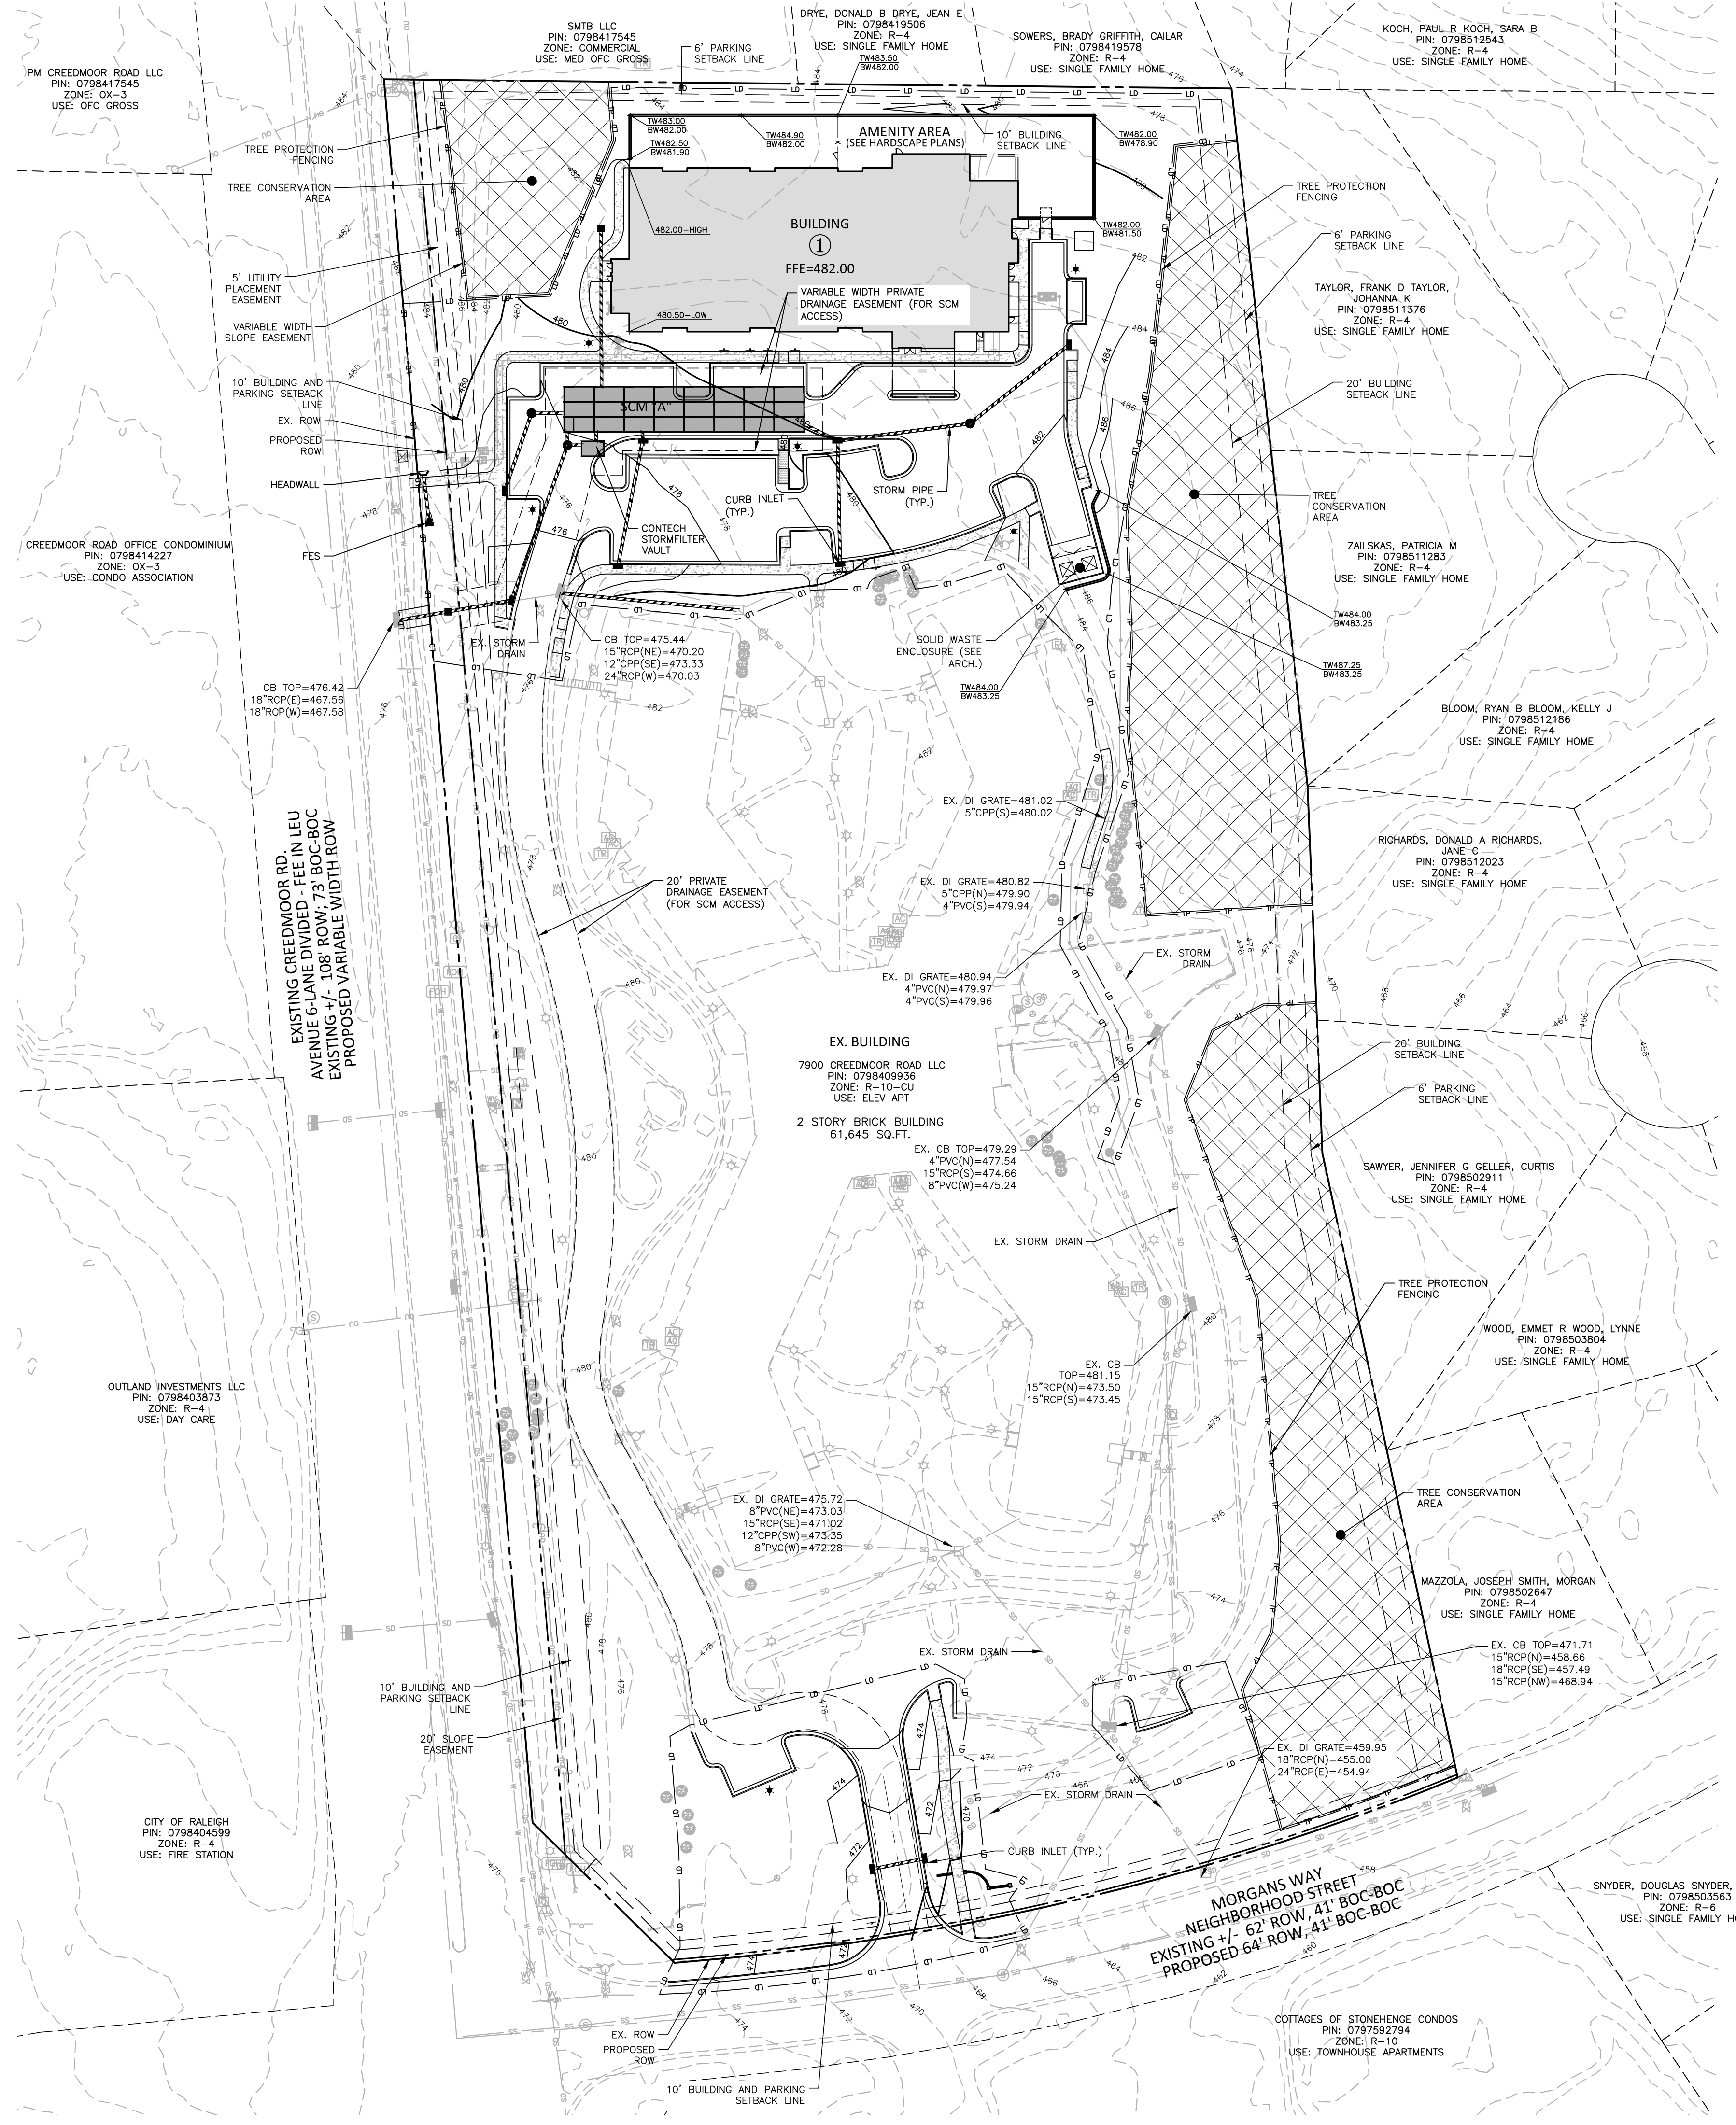 SMTB LLC
PIN: 0798417545
ZONE: COMMERCIAL
USE: MED OFC GROSS
6' PARKING
SETBACK LINE
DRYE, DONALD B DRYE, JEAN E
PIN: 0798419506
ZONE: R-4
USE: SINGLE FAMILY HOME
TW483.50
BW482.00
SOWERS, BRADY GRIFFITH, CAILAR
PIN: 0798419578
ZONE: R-4
USE: SINGLE FAMILY HOME
KOCH, PAUL R KOCH, SARA B
PIN: 0798512543
ZONE: R-4
USE: SINGLE FAMILY HOME
PM CREEDMOOR ROAD LLC
PIN: 0798417545
ZONE: OX-3
USE: OFC GROSS
TREE PROTECTION
FENCING
TREE CONSERVATION
AREA
TW483.00
BW482.00
TW482.50
BW481.90
TW484.90
BW482.00
AMENITY AREA
(SEE HARDSCAPE PLANS)
10' BUILDING
SETBACK LINE
TW482.00
BW478.90
TREE PROTECTION
FENCING
482.00-HIGH
BUILDING
1
FFE=482.00
TW482.00
BW481.50
6' PARKING
SETBACK LINE
5' UTILITY
PLACEMENT
EASEMENT
VARIABLE WIDTH
SLOPE EASEMENT
480.50-LOW
VARIABLE WIDTH PRIVATE
DRAINAGE EASEMENT (FOR SCM
ACCESS)
TAYLOR, FRANK D TAYLOR,
JOHANNA K
PIN: 0798511376
ZONE: R-4
USE: SINGLE FAMILY HOME
10' BUILDING AND
PARKING SETBACK
LINE
EX. ROW
PROPOSED
ROW
HEADWALL
SCM "A"
20' BUILDING
SETBACK LINE
CURB INLET
(TYP.)
STORM PIPE
(TYP.)
CONTECH
STORMFILTER
VAULT
TREE
CONSERVATION
AREA
CREEDMOOR ROAD OFFICE CONDOMINIUM
PIN: 0798414227
ZONE: OX-3
USE: CONDO ASSOCIATION
FES
ZAILSKAS, PATRICIA M
PIN: 0798511283
ZONE: R-4
USE: SINGLE FAMILY HOME
TW484.00
BW483.25
EX. STORM
DRAIN
CB TOP=475.44
15"RCP(NE)=470.20
12"CPP(SE)=473.33
24"RCP(W)=470.03
SOLID WASTE
ENCLOSURE (SEE
ARCH.)
TW487.25
BW483.25
TW484.00
BW483.25
CB TOP=476.42
18"RCP(E)=467.56
18"RCP(W)=467.58
BLOOM, RYAN B BLOOM, KELLY J
PIN: 0798512186
ZONE: R-4
USE: SINGLE FAMILY HOME
EX. DI GRATE=481.02
5"CPP(S)=480.02
EXISTING CREEDMOOR RD.
AVENUE 6-LANE DIVIDED - FEE IN LEU
EXISTING +/- 108' ROW; 73' BOC-BOC
PROPOSED VARIABLE WIDTH ROW
20' PRIVATE
DRAINAGE EASEMENT
(FOR SCM ACCESS)
EX. DI GRATE=480.82
5"CPP(N)=479.90
4"PVC(S)=479.94
RICHARDS, DONALD A RICHARDS,
JANE C
PIN: 0798512023
ZONE: R-4
USE: SINGLE FAMILY HOME
EX. STORM
DRAIN
EX. DI GRATE=480.94
4"PVC(N)=479.97
4"PVC(S)=479.96
EX. BUILDING
7900 CREEDMOOR ROAD LLC
PIN: 0798409936
ZONE: R-10-CU
USE: ELEV APT
2 STORY BRICK BUILDING
61,645 SQ.FT.
20' BUILDING
SETBACK LINE
6' PARKING
SETBACK LINE
EX. CB TOP=479.29
4"PVC(N)=477.54
15"RCP(S)=474.66
8"PVC(W)=475.24
SAWYER, JENNIFER G GELLER, CURTIS
PIN: 0798502911
ZONE: R-4
USE: SINGLE FAMILY HOME
EX. STORM DRAIN
TREE PROTECTION
FENCING
WOOD, EMMET R WOOD, LYNNE
PIN: 0798503804
ZONE: R-4
USE: SINGLE FAMILY HOME
EX. CB
TOP=481.15
15"RCP(N)=473.50
15"RCP(S)=473.45
OUTLAND INVESTMENTS LLC
PIN: 0798403873
ZONE: R-4
USE: DAY CARE
EX. DI GRATE=475.72
8"PVC(NE)=473.03
15"RCP(SE)=471.02
12"CPP(SW)=473.35
8"PVC(W)=472.28
TREE CONSERVATION
AREA
MAZZOLA, JOSEPH SMITH, MORGAN
PIN: 0798502647
ZONE: R-4
USE: SINGLE FAMILY HOME
EX. STORM DRAIN
EX. CB TOP=471.71
15"RCP(N)=458.66
18"RCP(SE)=457.49
15"RCP(NW)=468.94
10' BUILDING AND
PARKING SETBACK
LINE
20' SLOPE
EASEMENT
EX. DI GRATE=459.95
18"RCP(N)=455.00
24"RCP(E)=454.94
EX. STORM DRAIN
CITY OF RALEIGH
PIN: 0798404599
ZONE: R-4
USE: FIRE STATION
CURB INLET (TYP.)
MORGANS WAY
NEIGHBORHOOD STREET
EXISTING +/- 62' ROW, 41' BOC-BOC
PROPOSED 64' ROW, 41' BOC-BOC
SNYDER, DOUGLAS SNYDER,
PIN: 0798503563
ZONE: R-6
USE: SINGLE FAMILY
EX. ROW
PROPOSED
ROW
10' BUILDING AND PARKING
SETBACK LINE
COTTAGES OF STONEHENGE CONDOS
PIN: 0797592794
ZONE: R-10
USE: TOWNHOUSE APARTMENTS